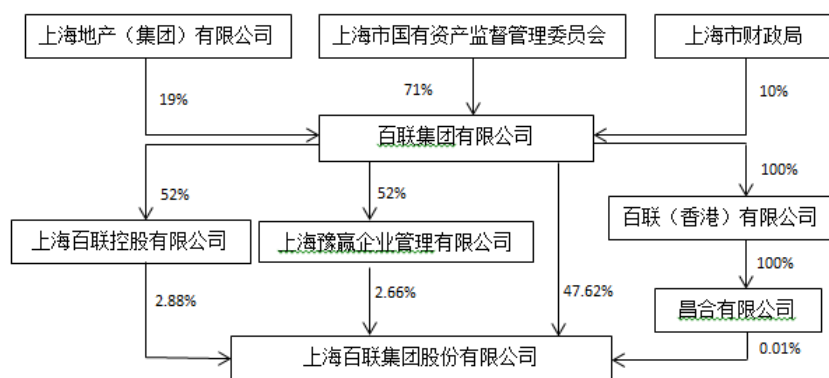 上海地产（集团）有限公司
上海市国有资产监督管理委员会
上海市财政局
19%
71%
10%
百联集团有限公司
52%
52%
100%
上海百联控股有限公司
上海豫赢企业管理有限公司
百联（香港）有限公司
2.88%
2.66%
47.62%
100%
昌合有限公司
0.01%
上海百联集团股份有限公司